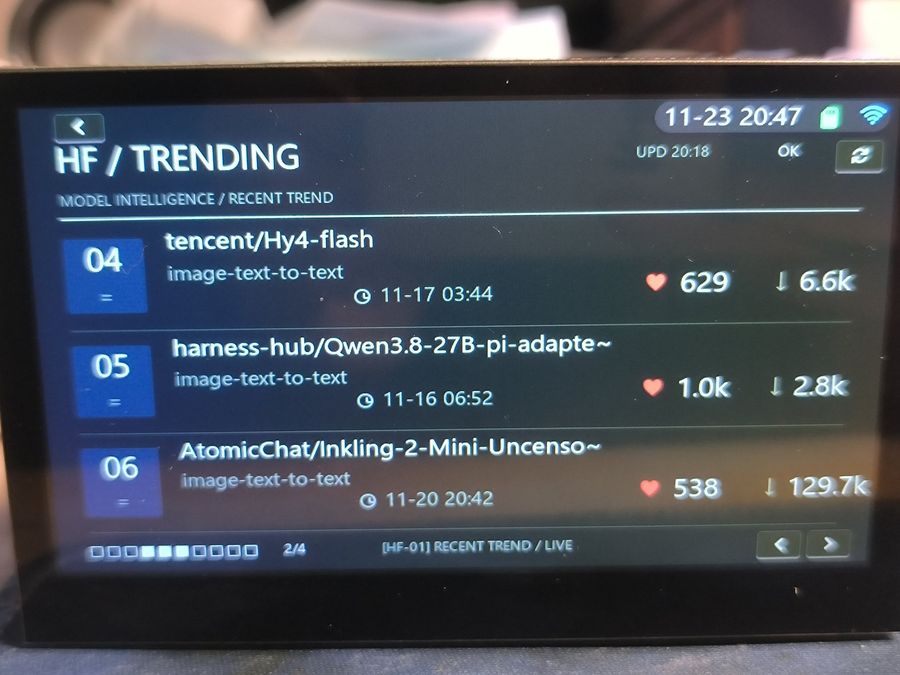 11-23 20:47
HF / TRENDING
UPD 20:18 OK
MODEL INTELLIGENCE / RECENT TREND
04
=
tencent/Hy4-flash
image-text-to-text
11-17 03:44
629 ↓ 6.6k
05
=
harness-hub/Qwen3.8-27B-pi-adapte~
image-text-to-text
11-16 06:52
1.0k ↓ 2.8k
06
=
AtomicChat/Inkling-2-Mini-Uncenso~
image-text-to-text
11-20 20:42
538 ↓ 129.7k
2/4 [HF-01] RECENT TREND / LIVE